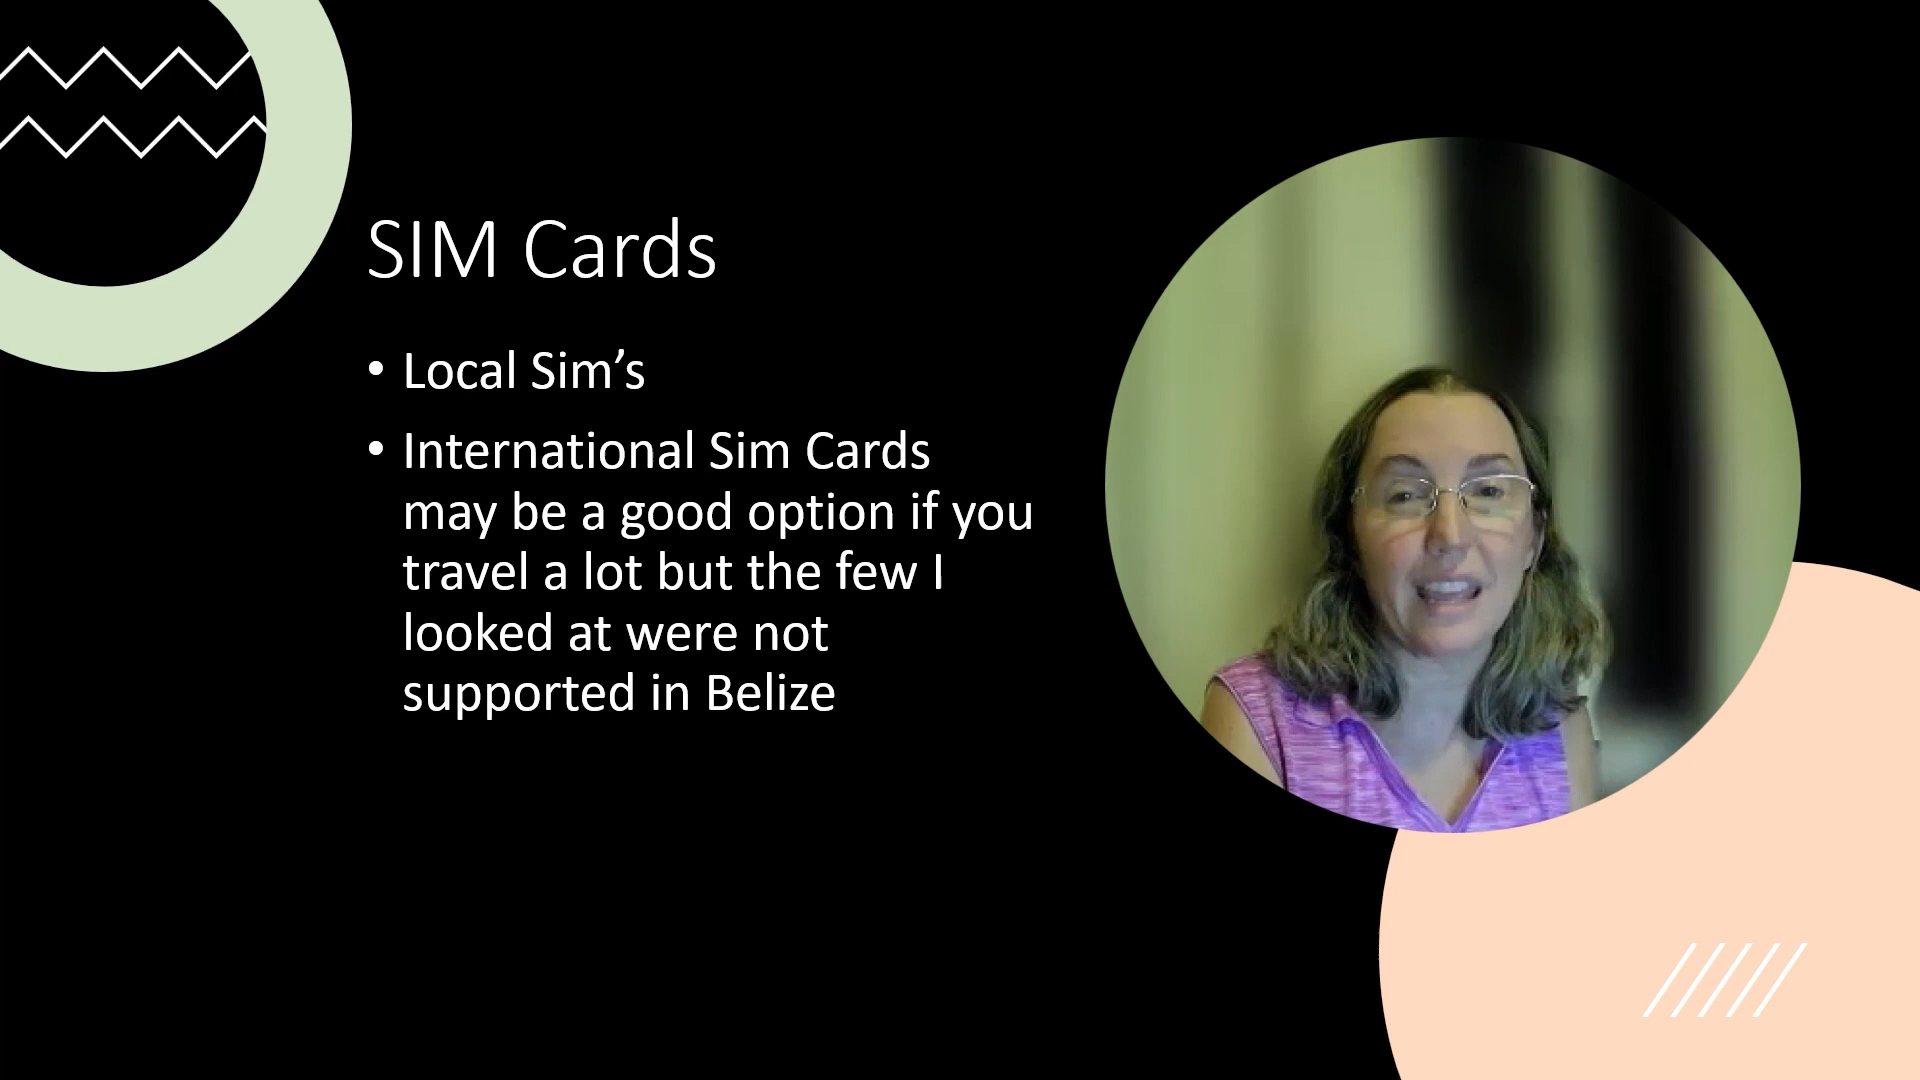 SIM Cards
• Local Sim’s
• International Sim Cards
may be a good option if you
travel a lot but the few I
looked at were not
supported in Belize